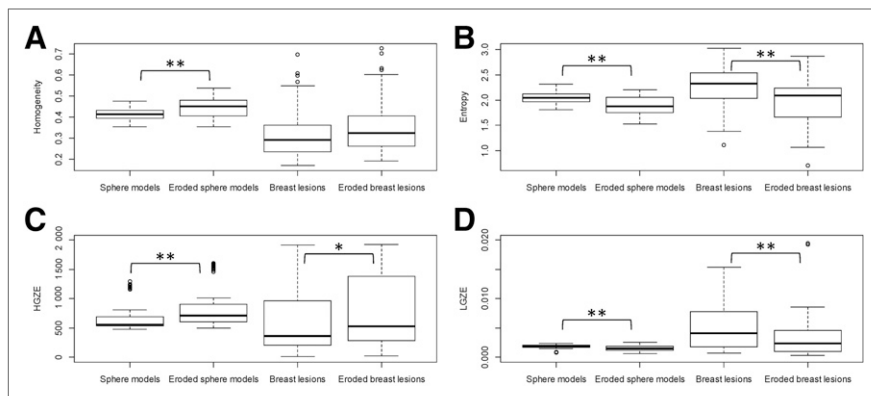 A
Homogeneity
0.7
0.6
0.5
0.4
0.3
0.2
**
Sphere models Eroded sphere models Breast lesions Eroded breast lesions
B
Entropy
3.0
2.5
2.0
1.5
1.0
** **
Sphere models Eroded sphere models Breast lesions Eroded breast lesions
C
HGZE
2 000
1 500
1 000
500
0
** *
Sphere models Eroded sphere models Breast lesions Eroded breast lesions
D
LGZE
0.020
0.010
0.000
** **
Sphere models Eroded sphere models Breast lesions Eroded breast lesions